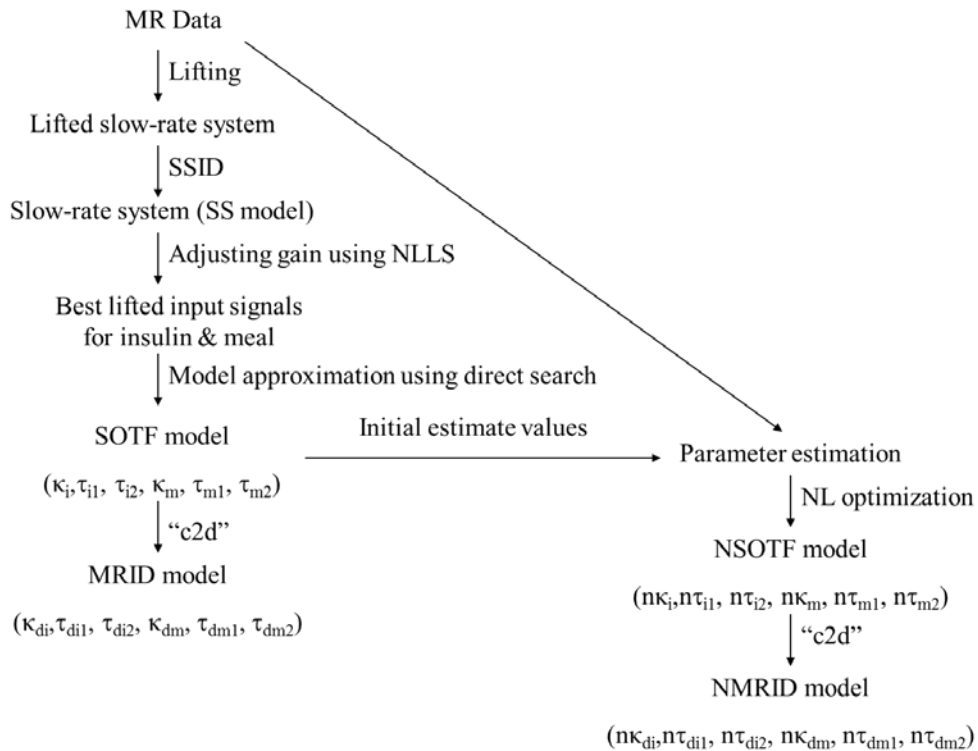 MR Data
Lifting
Lifted slow-rate system
SSID
Slow-rate system (SS model)
Adjusting gain using NLLS
Best lifted input signals
for insulin & meal
Model approximation using direct search
SOTF model
(κi,τi1, τi2, κm, τm1, τm2)
“c2d”
MRID model
(κdi,τdi1, τdi2, κdm, τdm1, τdm2)
Initial estimate values
Parameter estimation
NL optimization
NSOTF model
(nκi,nτi1, nτi2, nκm, nτm1, nτm2)
“c2d”
NMRID model
(nκdi,nτdi1, nτdi2, nκdm, nτdm1, nτdm2)